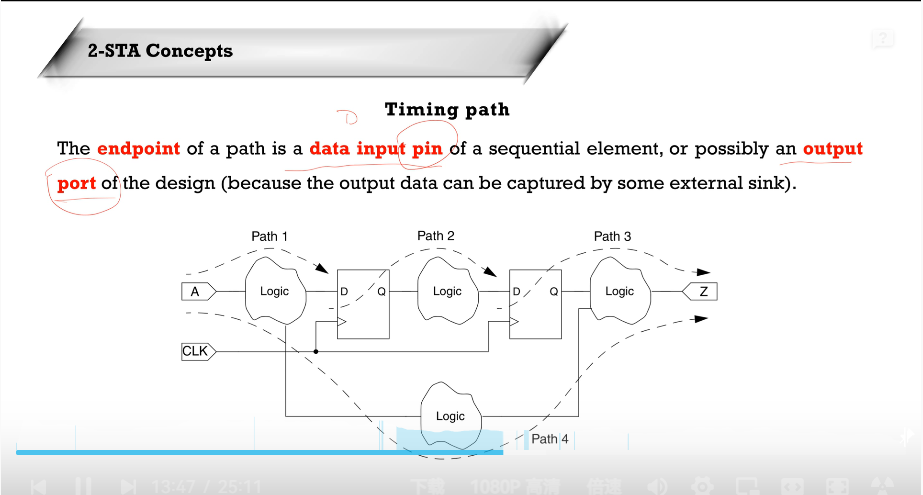 2-STA Concepts
?
Timing path
D
The endpoint of a path is a data input pin of a sequential element, or possibly an output
port of the design (because the output data can be captured by some external sink).
Path 1
Path 2
Path 3
A
Logic
D
Q
Logic
D
Q
Logic
Z
CLK
Logic
Path 4
13:47 / 25:11
下载
1080P 高清
倍速